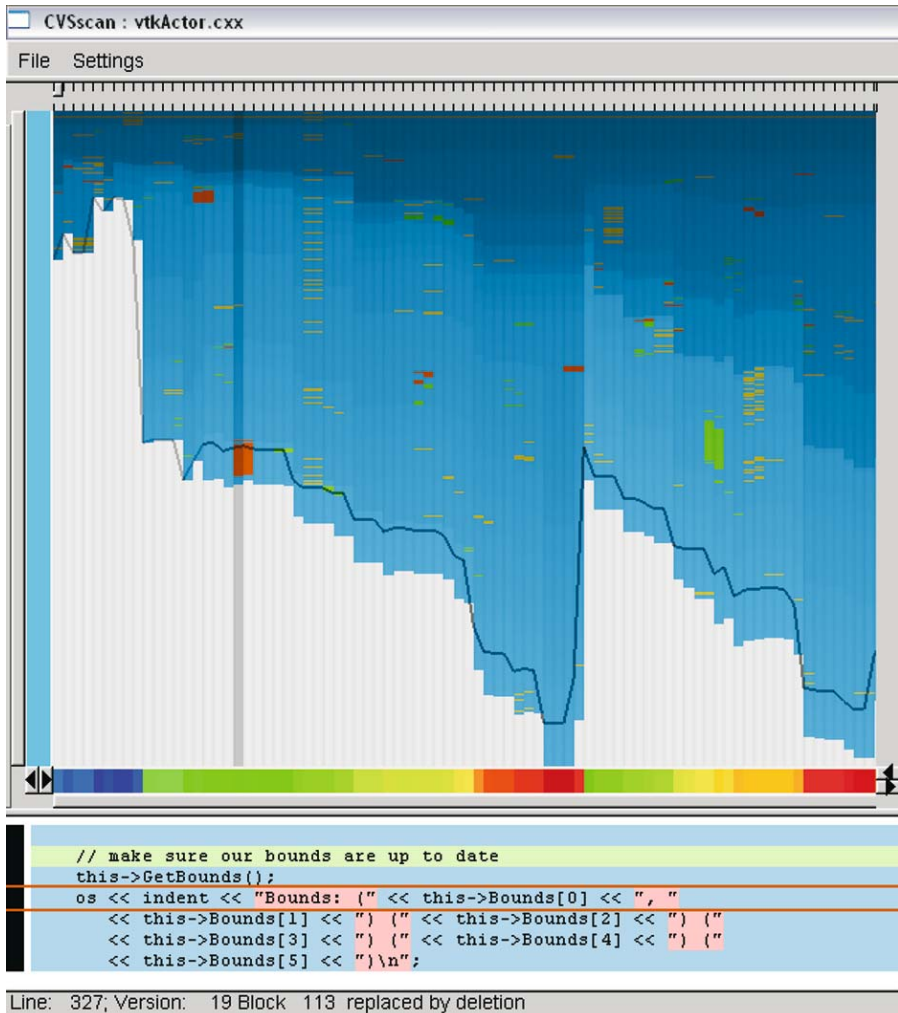 CVSscan : vtkActor.cxx
File Settings
// make sure our bounds are up to date
this->GetBounds();
os << indent << "Bounds: (" << this->Bounds[0] << ", "
<< this->Bounds[1] << ") (" << this->Bounds[2] << ") ("
<< this->Bounds[3] << ") (" << this->Bounds[4] << ") ("
<< this->Bounds[5] << ")\n";
Line: 327; Version: 19 Block 113 replaced by deletion